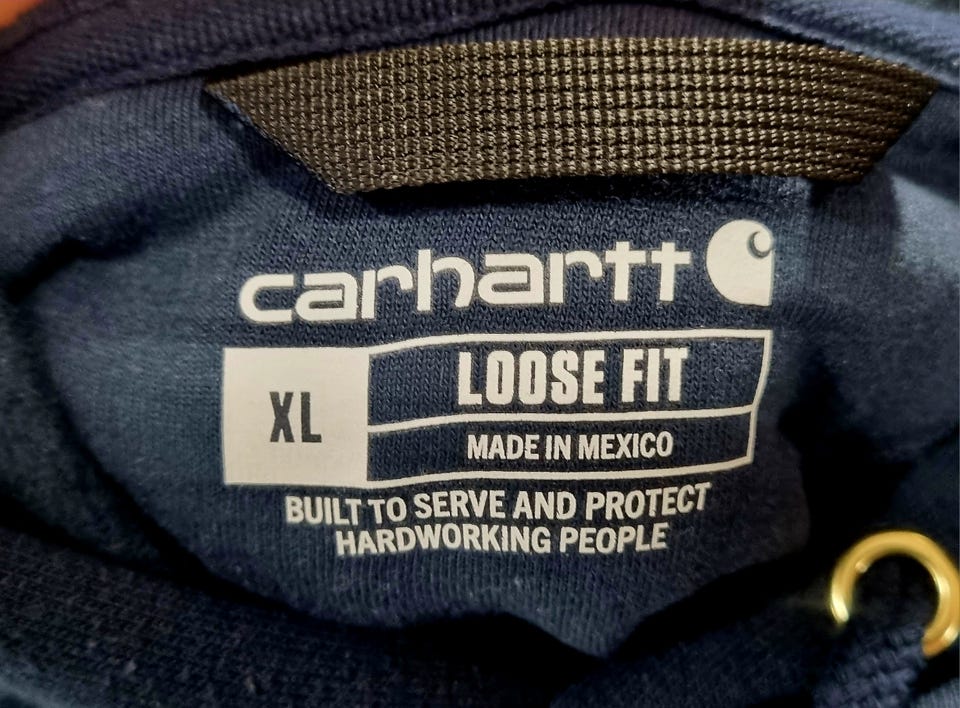 carhartt
XL
LOOSE FIT
MADE IN MEXICO
BUILT TO SERVE AND PROTECT
HARDWORKING PEOPLE